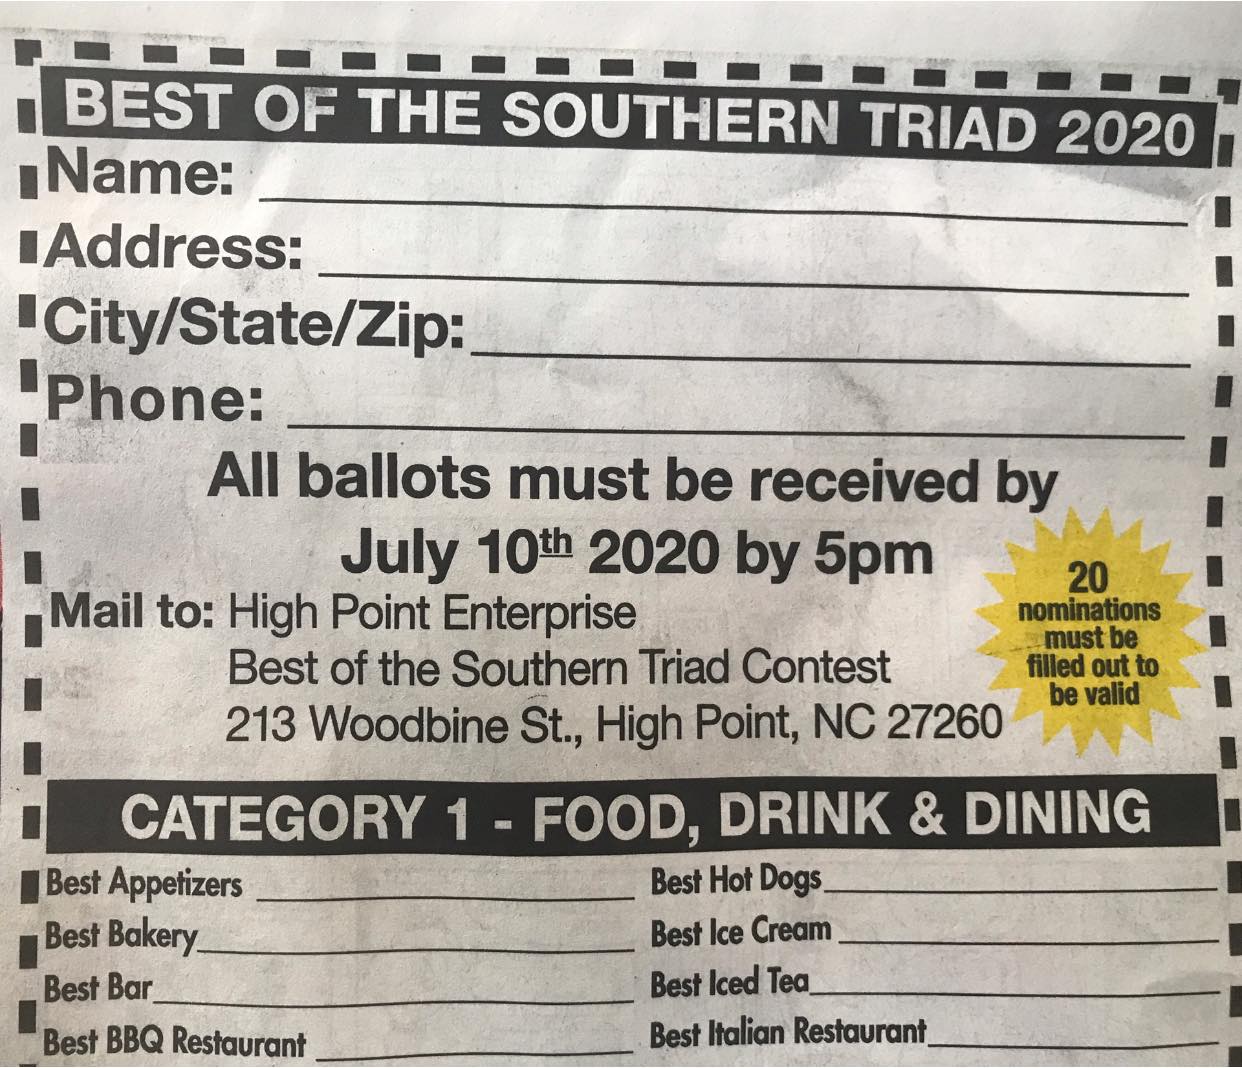 BEST OF THE SOUTHERN TRIAD 2020
Name:
Address:
City/State/Zip:
Phone:
All ballots must be received by
July 10th 2020 by 5pm
Mail to: High Point Enterprise
Best of the Southern Triad Contest
213 Woodbine St., High Point, NC 27260
20
nominations
must be
filled out to
be valid
CATEGORY 1 - FOOD, DRINK & DINING
Best Appetizers
Best Bakery
Best Bar
Best BBQ Restaurant
Best Hot Dogs
Best Ice Cream
Best Iced Tea
Best Italian Restaurant